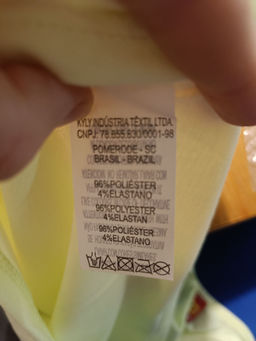 KYLY INDÚSTRIA TÊXTIL LTDA.
CNPJ: 78.855.830/0001-98
POMERODE - SC
BRASIL - BRAZIL
96%POLIÉSTER
4%ELASTANO
96%POLYESTER
4%ELASTAN
96%POLIÉSTER
4%ELASTANO